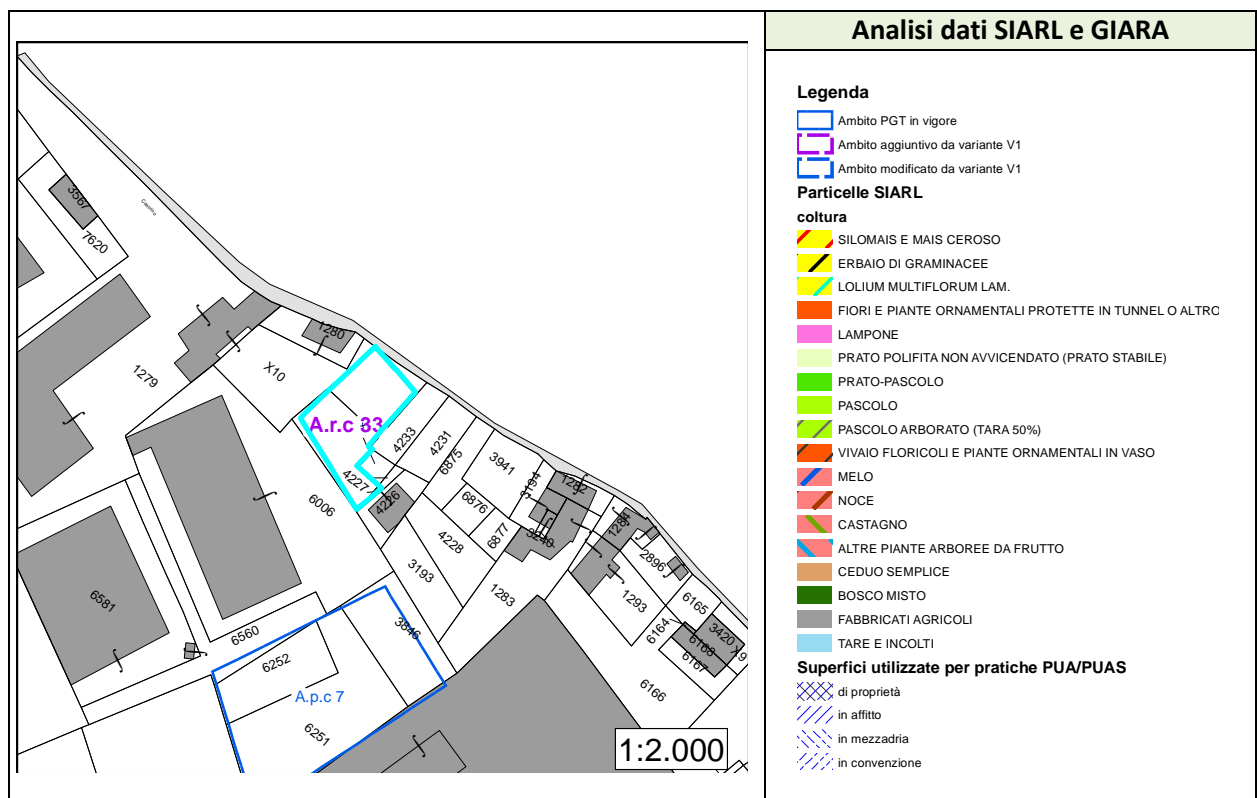 Analisi dati SIARL e GIARA
3567
7620
1279
X10
1280
A.r.c 33
4233
4231
6875
3941
3194
1282
4227
4226
6006
6876
6877
3240
1284
2896
4228
3193
1283
1293
6165
6164
3420
X9
6168
6167
6166
6581
6560
3846
6252
A.p.c 7
6251
1:2.000
Legenda
Ambito PGT in vigore
Ambito aggiuntivo da variante V1
Ambito modificato da variante V1
Particelle SIARL
coltura
SILOMAIS E MAIS CEROSO
ERBAIO DI GRAMINACEE
LOLIUM MULTIFLORUM LAM.
FIORI E PIANTE ORNAMENTALI PROTETTE IN TUNNEL O ALTRO
LAMPONE
PRATO POLIFITA NON AVVICENDATO (PRATO STABILE)
PRATO-PASCOLO
PASCOLO
PASCOLO ARBORATO (TARA 50%)
VIVAIO FLORICOLI E PIANTE ORNAMENTALI IN VASO
MELO
NOCE
CASTAGNO
ALTRE PIANTE ARBOREE DA FRUTTO
CEDUO SEMPLICE
BOSCO MISTO
FABBRICATI AGRICOLI
TARE E INCOLTI
Superfici utilizzate per pratiche PUA/PUAS
di proprietà
in affitto
in mezzadria
in convenzione